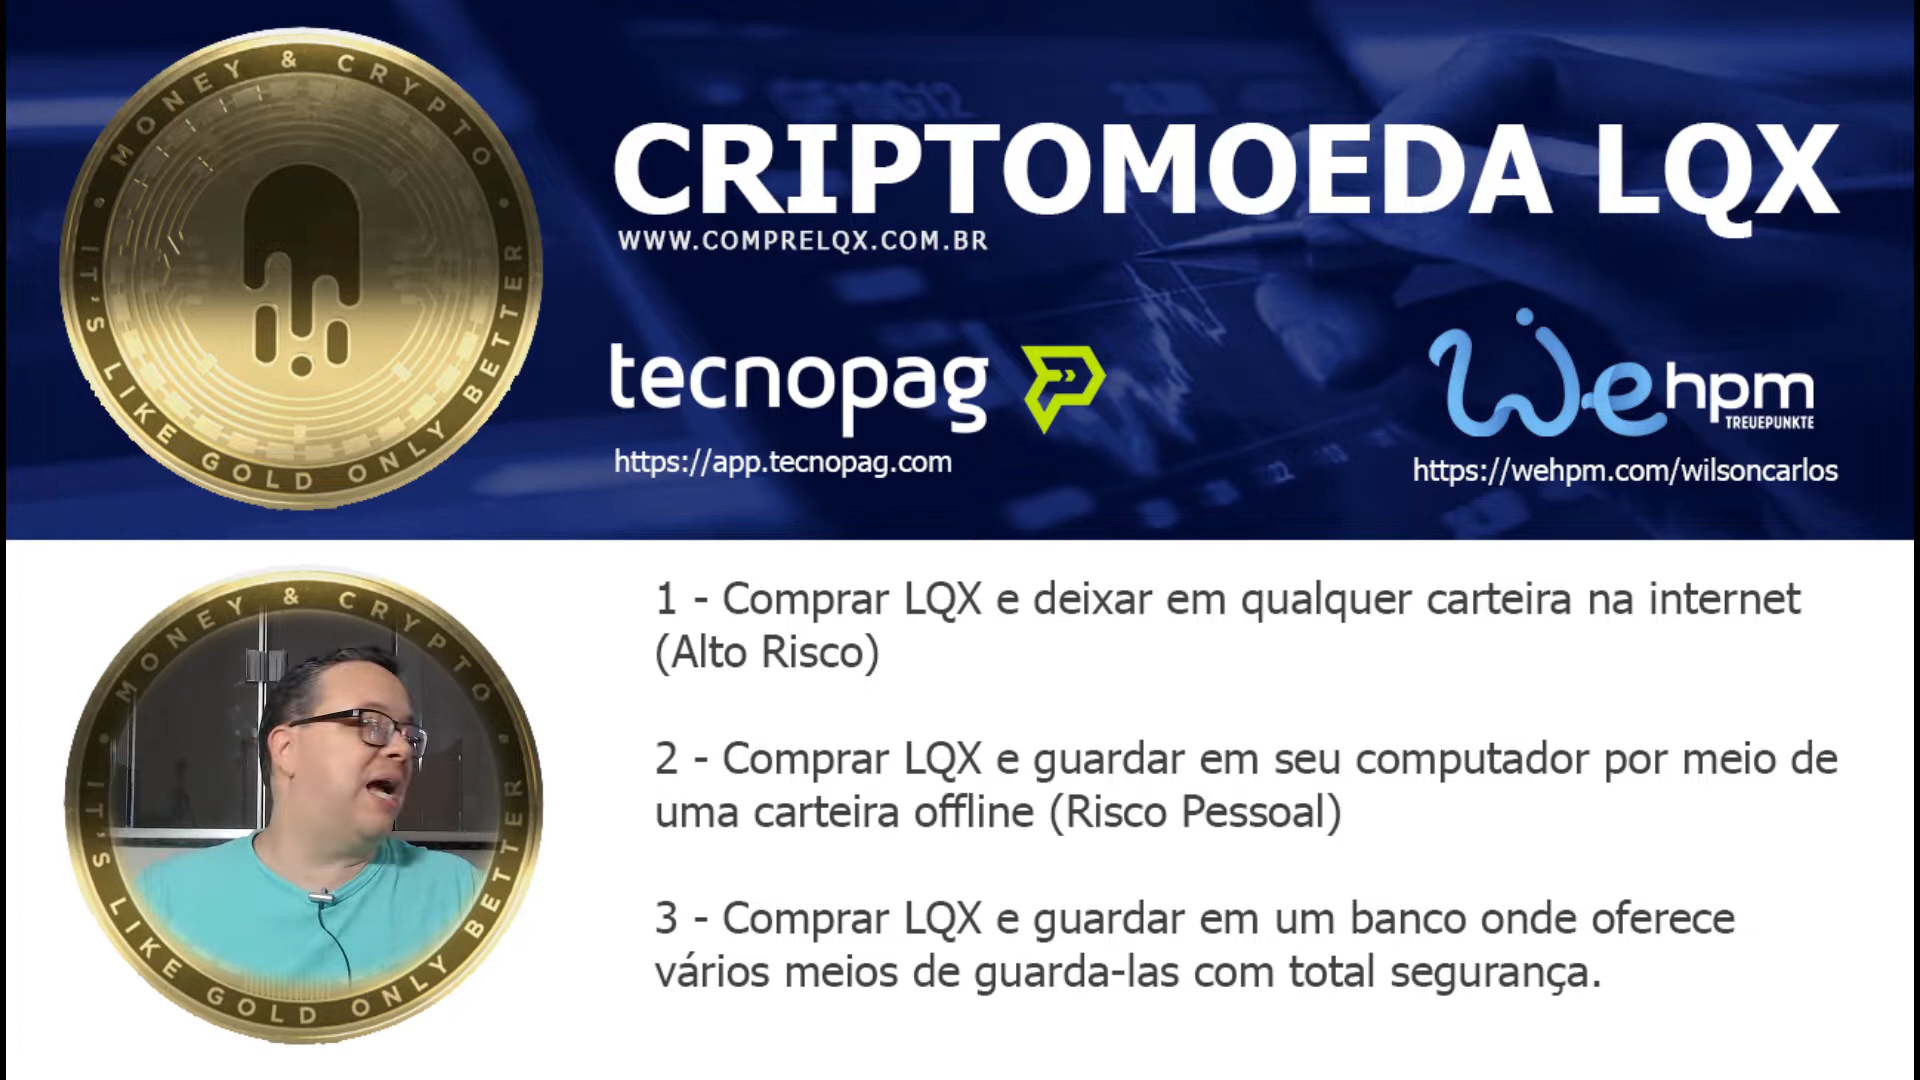 MONEY & CRYPTO
IT'S LIKE GOLD ONLY BETTER
CRIPTOMOEDA LQX
WWW.COMPRELQX.COM.BR
tecnopag
https://app.tecnopag.com
Wehpm
TREUEPUNKTE
https://wehpm.com/wilsoncarlos
MONEY & CRYPTO
IT'S LIKE GOLD ONLY BETTER
1 - Comprar LQX e deixar em qualquer carteira na internet
(Alto Risco)
2 - Comprar LQX e guardar em seu computador por meio de
uma carteira offline (Risco Pessoal)
3 - Comprar LQX e guardar em um banco onde oferece
vários meios de guarda-las com total segurança.